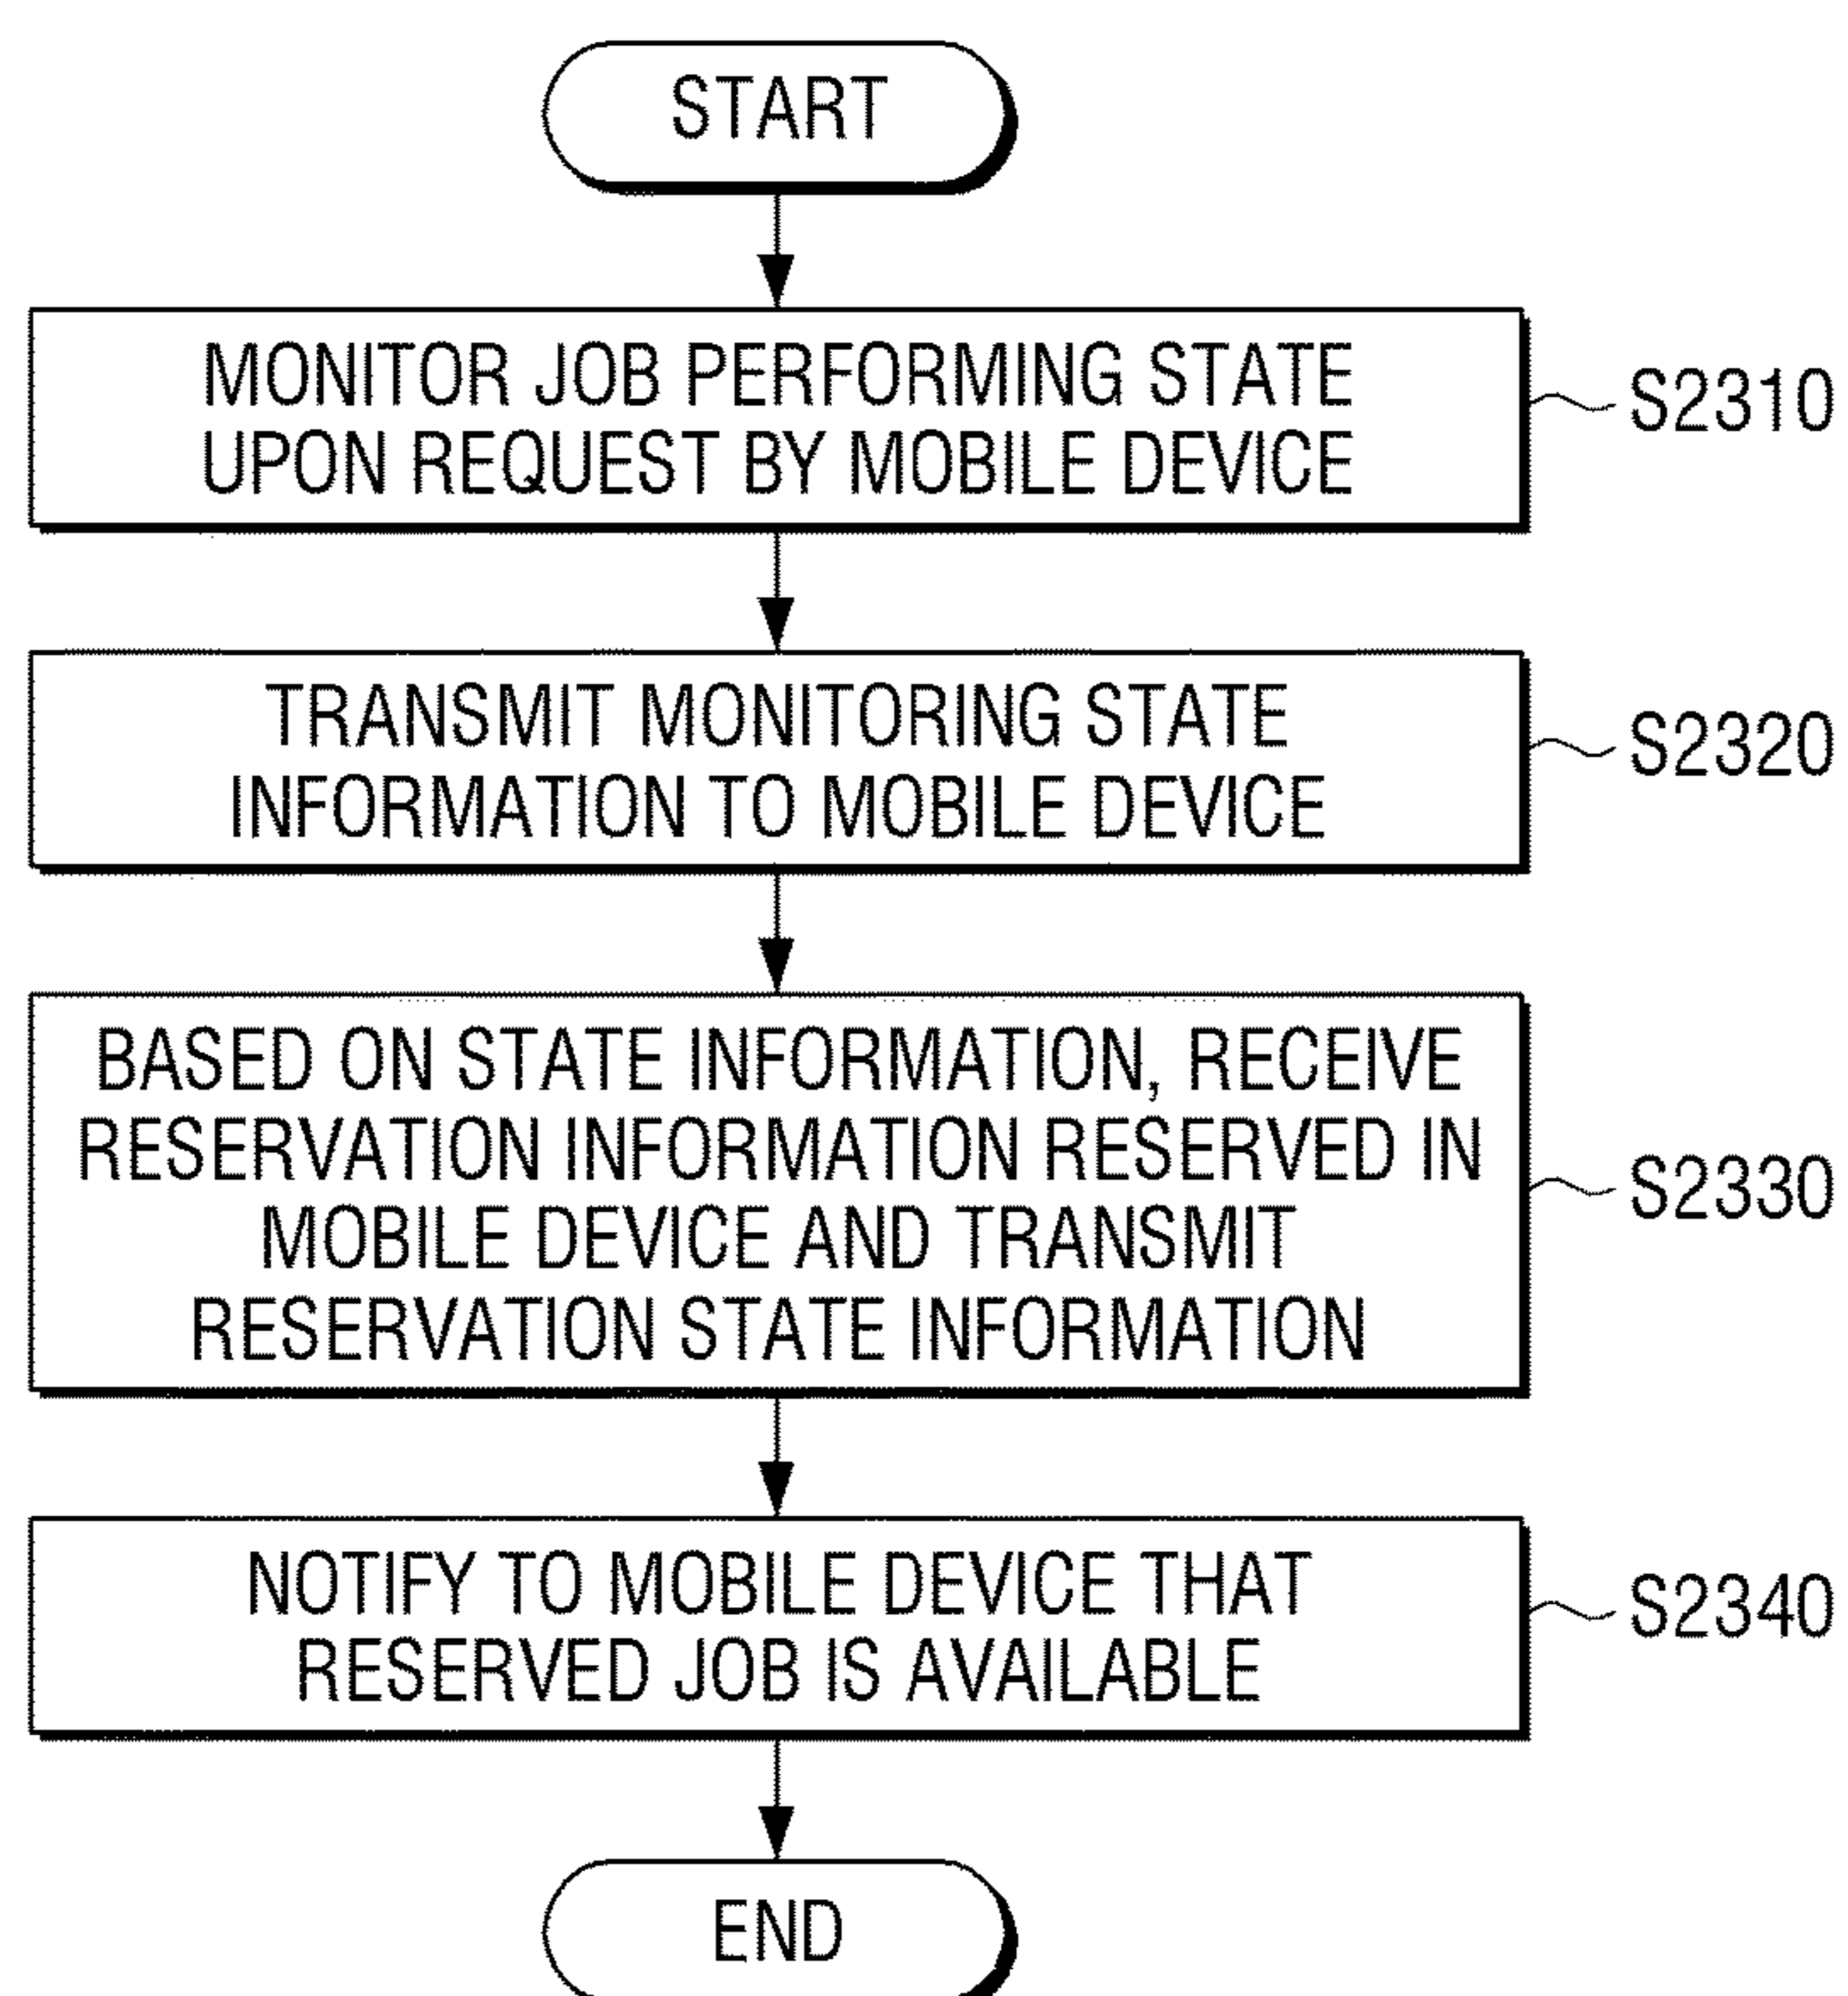 START
MONITOR JOB PERFORMING STATE
UPON REQUEST BY MOBILE DEVICE
S2310
TRANSMIT MONITORING STATE
INFORMATION TO MOBILE DEVICE
S2320
BASED ON STATE INFORMATION, RECEIVE
RESERVATION INFORMATION RESERVED IN
MOBILE DEVICE AND TRANSMIT
RESERVATION STATE INFORMATION
S2330
NOTIFY TO MOBILE DEVICE THAT
RESERVED JOB IS AVAILABLE
S2340
END